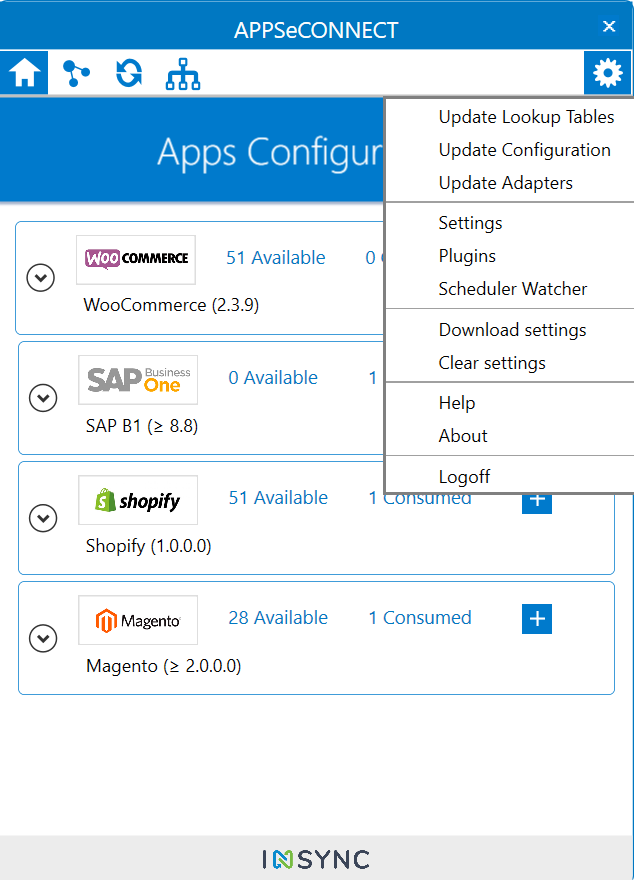 APPSeCONNECT
Update Lookup Tables
Update Configuration
Update Adapters
Settings
Plugins
Scheduler Watcher
Download settings
Clear settings
Help
About
Logoff
Apps Configur
WOO COMMERCE
51 Available
0
WooCommerce (2.3.9)
SAP Business One
0 Available
1
SAP B1 (≥ 8.8)
shopify
51 Available
1 Consumed
Shopify (1.0.0.0)
Magento
28 Available
1 Consumed
Magento (≥ 2.0.0.0)
INSYNC